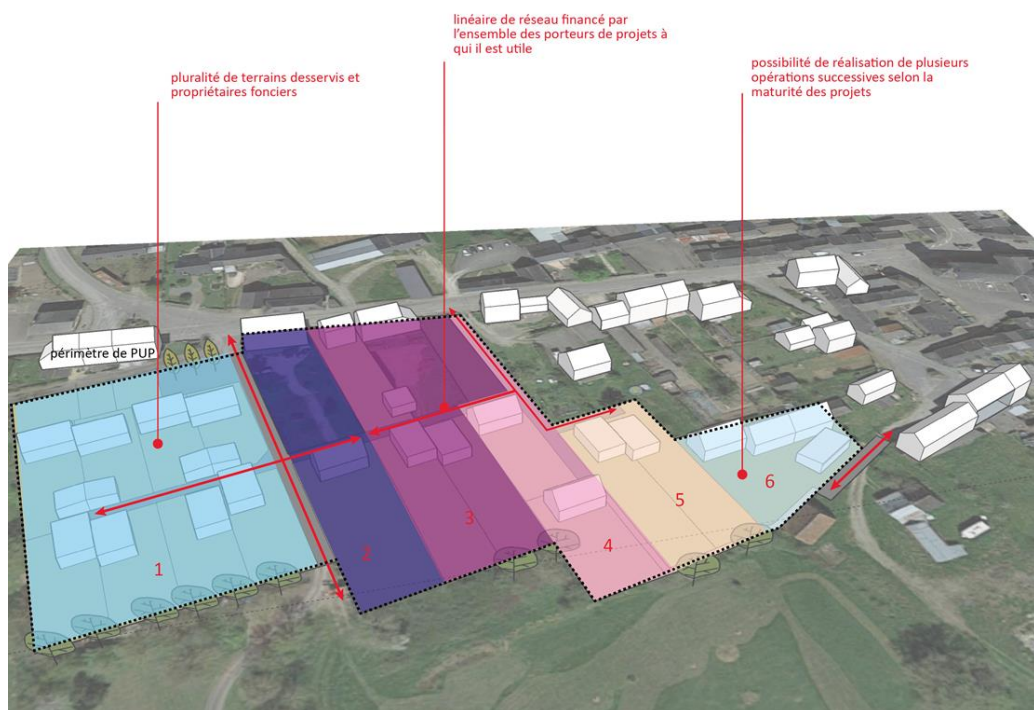 linéaire de réseau financé par
l'ensemble des porteurs de projets à
qui il est utile
possibilité de réalisation de plusieurs
opérations successives selon la
maturité des projets
pluralité de terrains desservis et
propriétaires fonciers
périmètre de PUP
1
2
3
4
5
6